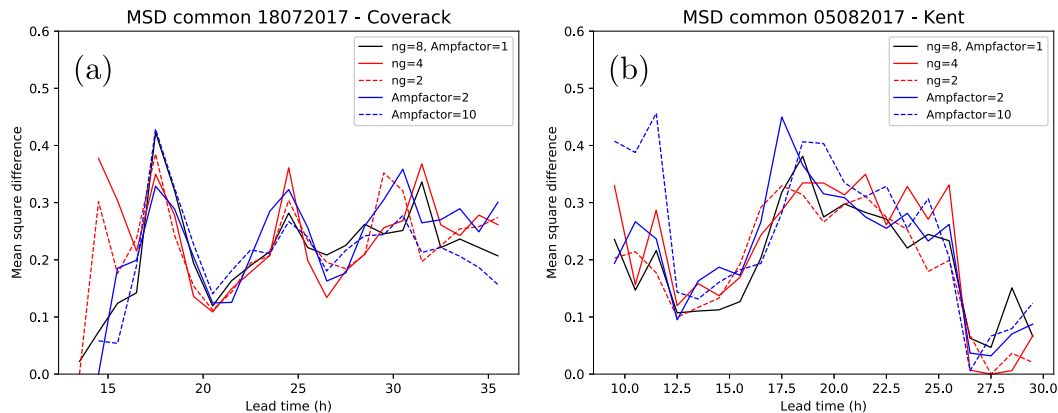 MSD common 18072017 - Coverack
0.6
0.5
0.4
0.3
0.2
0.1
0.0
Mean square difference
(a)
ng=8, Ampfactor=1
ng=4
ng=2
Ampfactor=2
Ampfactor=10
15 20 25 30 35
Lead time (h)
MSD common 05082017 - Kent
0.6
0.5
0.4
0.3
0.2
0.1
0.0
Mean square difference
(b)
ng=8, Ampfactor=1
ng=4
ng=2
Ampfactor=2
Ampfactor=10
10.0 12.5 15.0 17.5 20.0 22.5 25.0 27.5 30.0
Lead time (h)